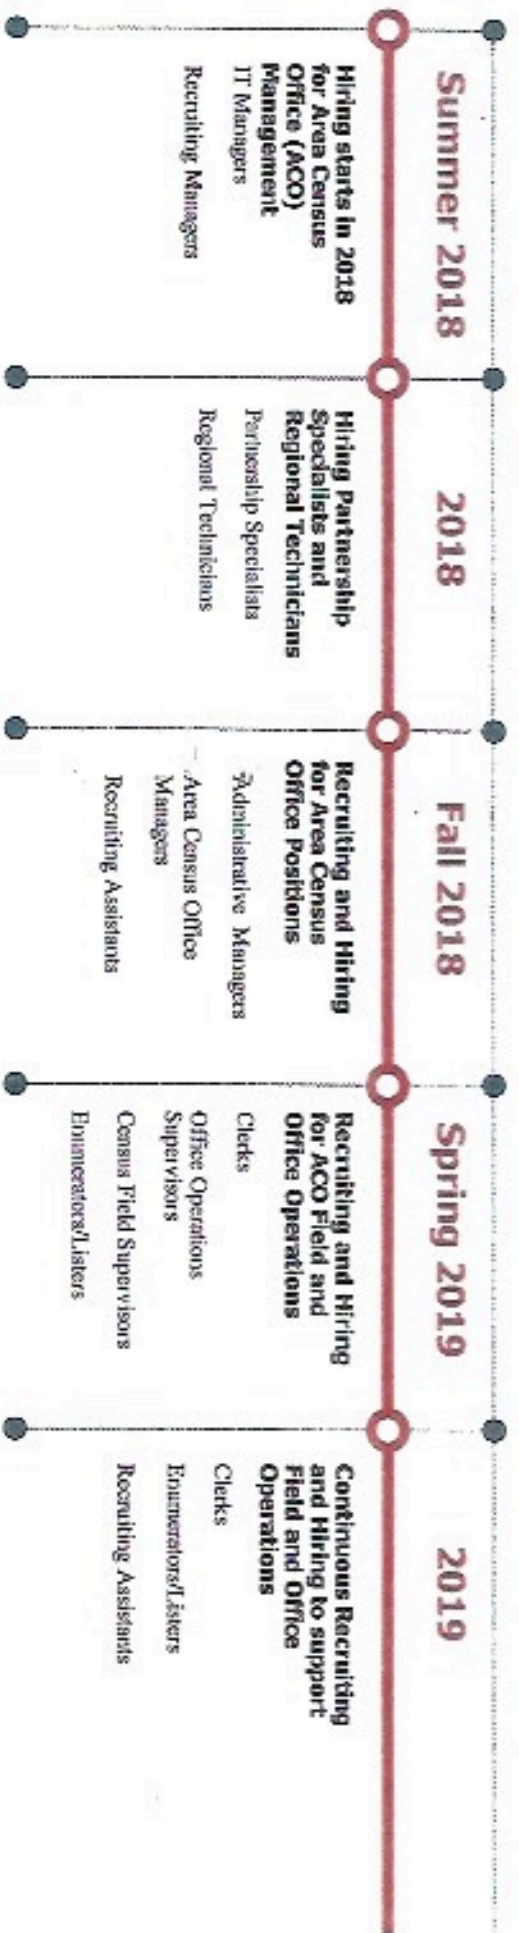 Summer 2018
Hiring starts in 2018
for Area Census
Office (ACO)
Management
IT Managers
Recruiting Managers
2018
Hiring Partnership
Specialists and
Regional Technicians
Partnership Specialists
Regional Technicians
Fall 2018
Recruiting and Hiring
for Area Census
Office Positions
Administrative Managers
Area Census Office
Managers
Recruiting Assistants
Spring 2019
Recruiting and Hiring
for ACO Field and
Office Operations
Clerks
Office Operations
Supervisors
Census Field Supervisors
Enumerators/Listers
2019
Continuous Recruiting
and Hiring to support
Field and Office
Operations
Clerks
Enumerators/Listers
Recruiting Assistants